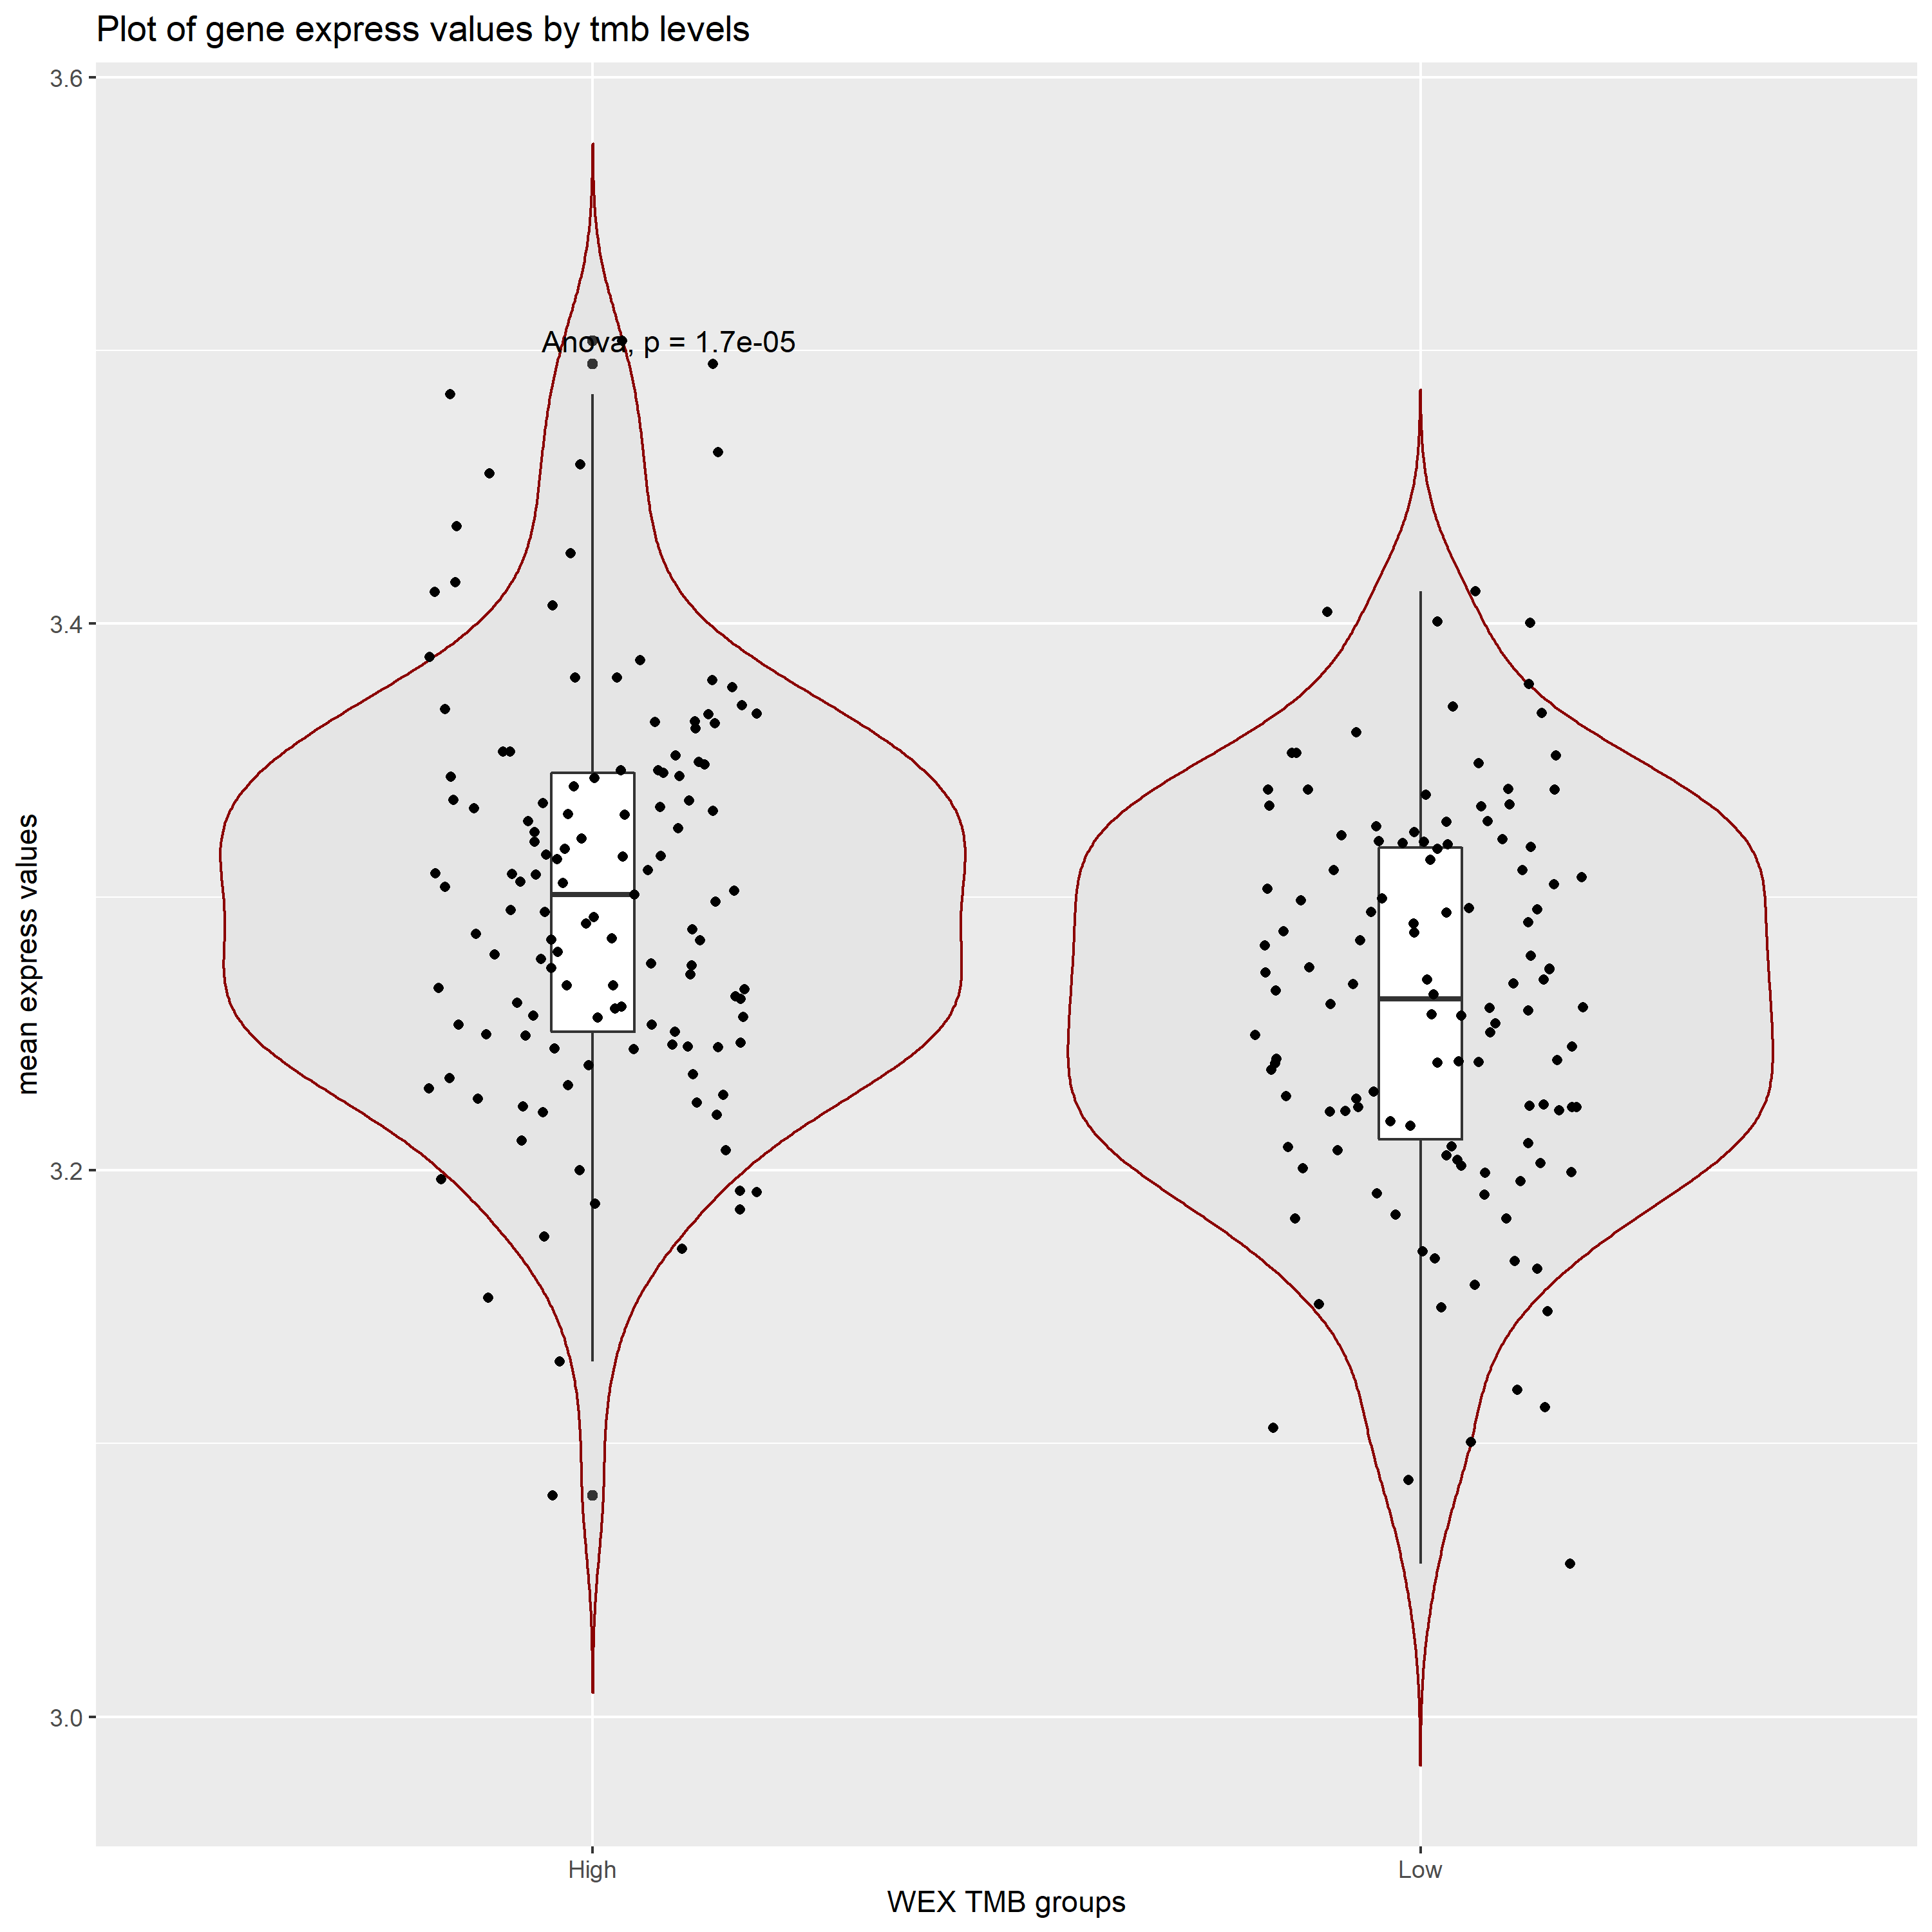 Plot of gene express values by tmb levels
3.6
Anova, p = 1.7e-05
3.4
mean express values
3.2
3.0
High
Low
WEX TMB groups